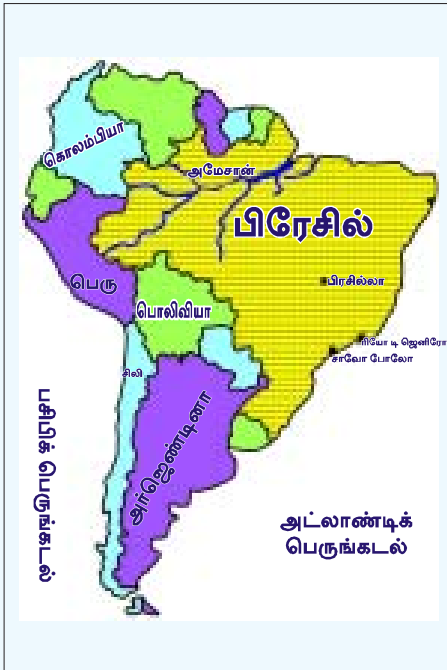 கொலம்பியா
அமேசான்
பிரேசில்
பெரு
பிரசில்லா
பொலிவியா
ரியோ டி ஜெனிரோ
சாவோ போலோ
சிலி
அர்ஜெண்டினா
பசிபிக் பெருங்கடல்
அட்லாண்டிக்
பெருங்கடல்